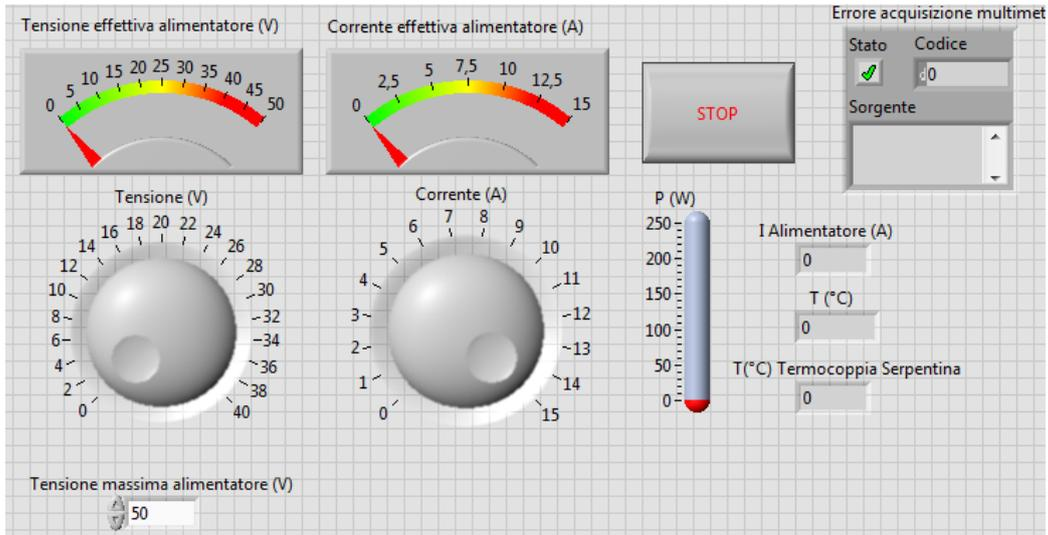 Tensione effettiva alimentatore (V)
0 5 10 15 20 25 30 35 40 45 50
Corrente effettiva alimentatore (A)
0 2,5 5 7,5 10 12,5 15
STOP
Errore acquisizione multimet
Stato Codice
d 0
Sorgente
Tensione (V)
0 2 4 6 8 10 12 14 16 18 20 22 24 26 28 30 32 34 36 38 40
Corrente (A)
0 1 2 3 4 5 6 7 8 9 10 11 12 13 14 15
P (W)
250
200
150
100
50
0
I Alimentatore (A)
0
T (°C)
0
T(°C) Termocoppia Serpentina
0
Tensione massima alimentatore (V)
50